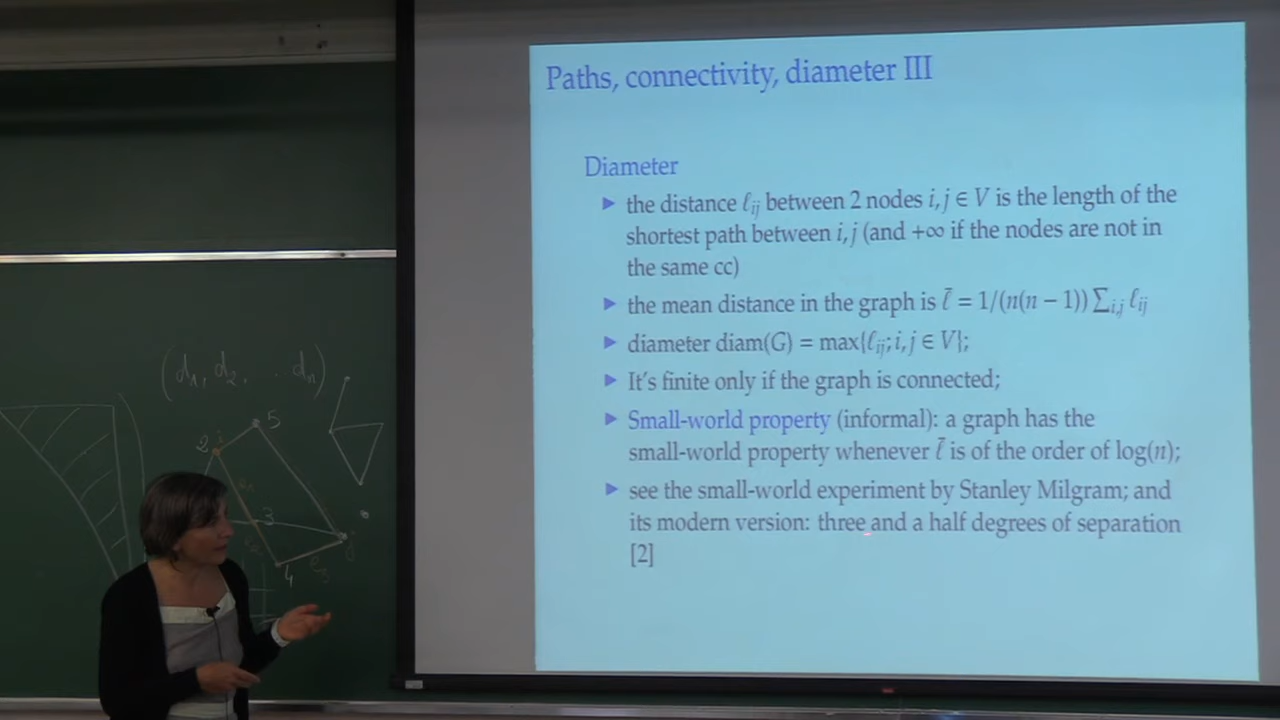 Paths, connectivity, diameter III
Diameter
▶ the distance ℓij between 2 nodes i, j ∈ V is the length of the
shortest path between i, j (and +∞ if the nodes are not in
the same cc)
▶ the mean distance in the graph is ℓ̄ = 1/(n(n − 1)) ∑i,j ℓij
▶ diameter diam(G) = max{ℓij; i, j ∈ V};
▶ It's finite only if the graph is connected;
▶ Small-world property (informal): a graph has the
small-world property whenever ℓ̄ is of the order of log(n);
▶ see the small-world experiment by Stanley Milgram; and
its modern version: three and a half degrees of separation
[2]
(d1, d2, ... dn)
5
2 i
3
j
4
e3